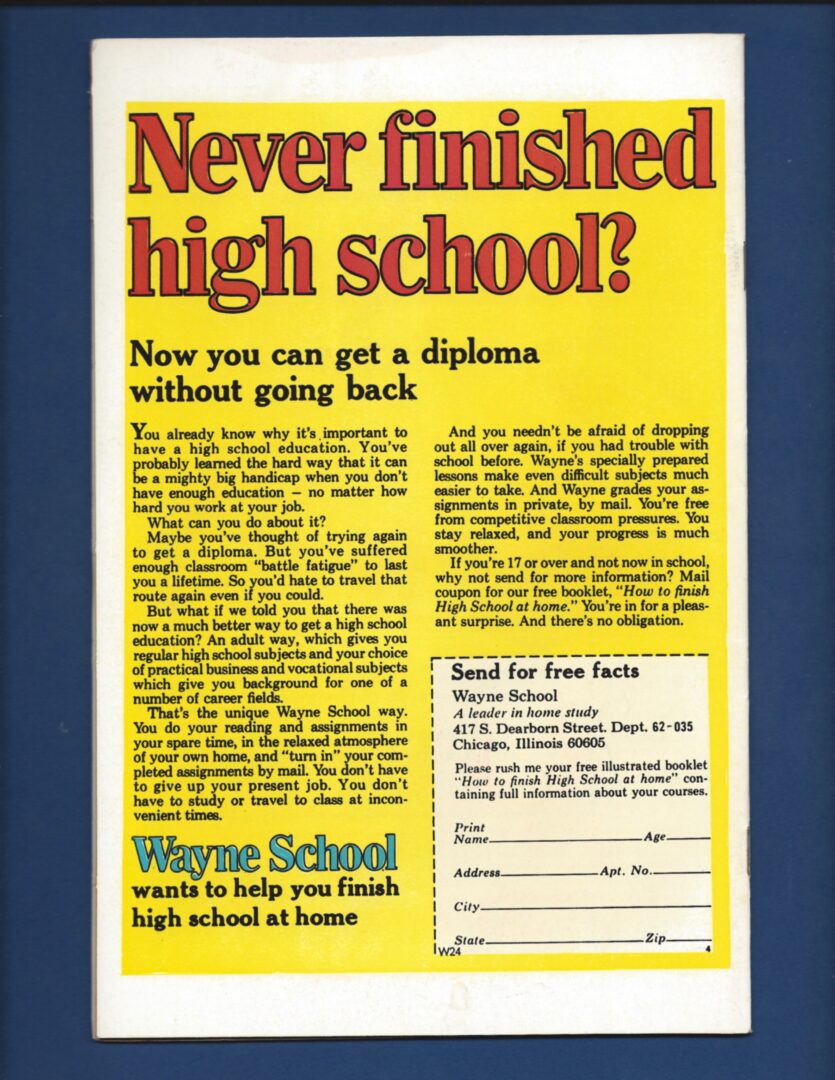 Never finished
high school?
Now you can get a diploma
without going back
You already know why it's important to
have a high school education. You've
probably learned the hard way that it can
be a mighty big handicap when you don't
have enough education – no matter how
hard you work at your job.
What can you do about it?
Maybe you've thought of trying again
to get a diploma. But you've suffered
enough classroom "battle fatigue" to last
you a lifetime. So you'd hate to travel that
route again even if you could.
But what if we told you that there was
now a much better way to get a high school
education? An adult way, which gives you
regular high school subjects and your choice
of practical business and vocational subjects
which give you background for one of a
number of career fields.
That's the unique Wayne School way.
You do your reading and assignments in
your spare time, in the relaxed atmosphere
of your own home, and "turn in" your com-
pleted assignments by mail. You don't have
to give up your present job. You don't
have to study or travel to class at incon-
venient times.
Wayne School
wants to help you finish
high school at home
And you needn't be afraid of dropping
out all over again, if you had trouble with
school before. Wayne's specially prepared
lessons make even difficult subjects much
easier to take. And Wayne grades your as-
signments in private, by mail. You're free
from competitive classroom pressures. You
stay relaxed, and your progress is much
smoother.
If you're 17 or over and not now in school,
why not send for more information? Mail
coupon for our free booklet, "How to finish
High School at home." You're in for a pleas-
ant surprise. And there's no obligation.
Send for free facts
Wayne School
A leader in home study
417 S. Dearborn Street. Dept. 62-035
Chicago, Illinois 60605
Please rush me your free illustrated booklet
"How to finish High School at home" con-
taining full information about your courses.
Print
Name Age
Address Apt. No.
City
State Zip
W24 4